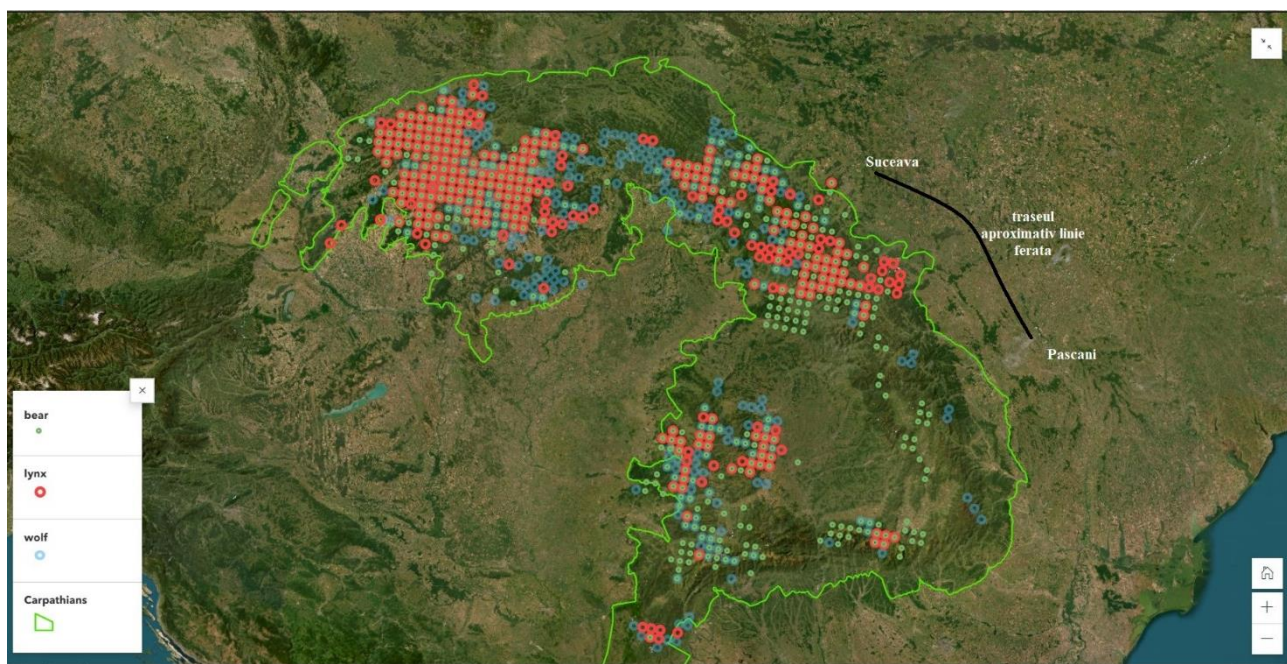 Suceava
traseul
aproximativ linie
ferata
Pascani
×
bear
lynx
wolf
Carpathians
+
−